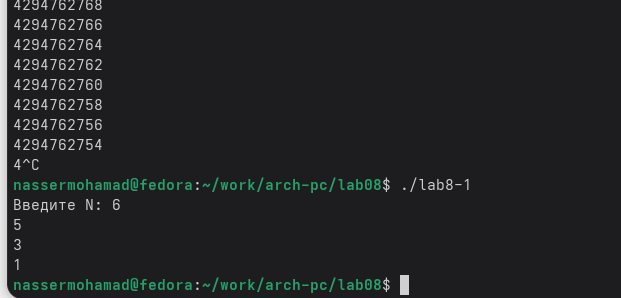 4294762768
4294762766
4294762764
4294762762
4294762760
4294762758
4294762756
4294762754
4^C
nassermohamad@fedora:~/work/arch-pc/lab08$ ./lab8-1
Введите N: 6
5
3
1
nassermohamad@fedora:~/work/arch-pc/lab08$